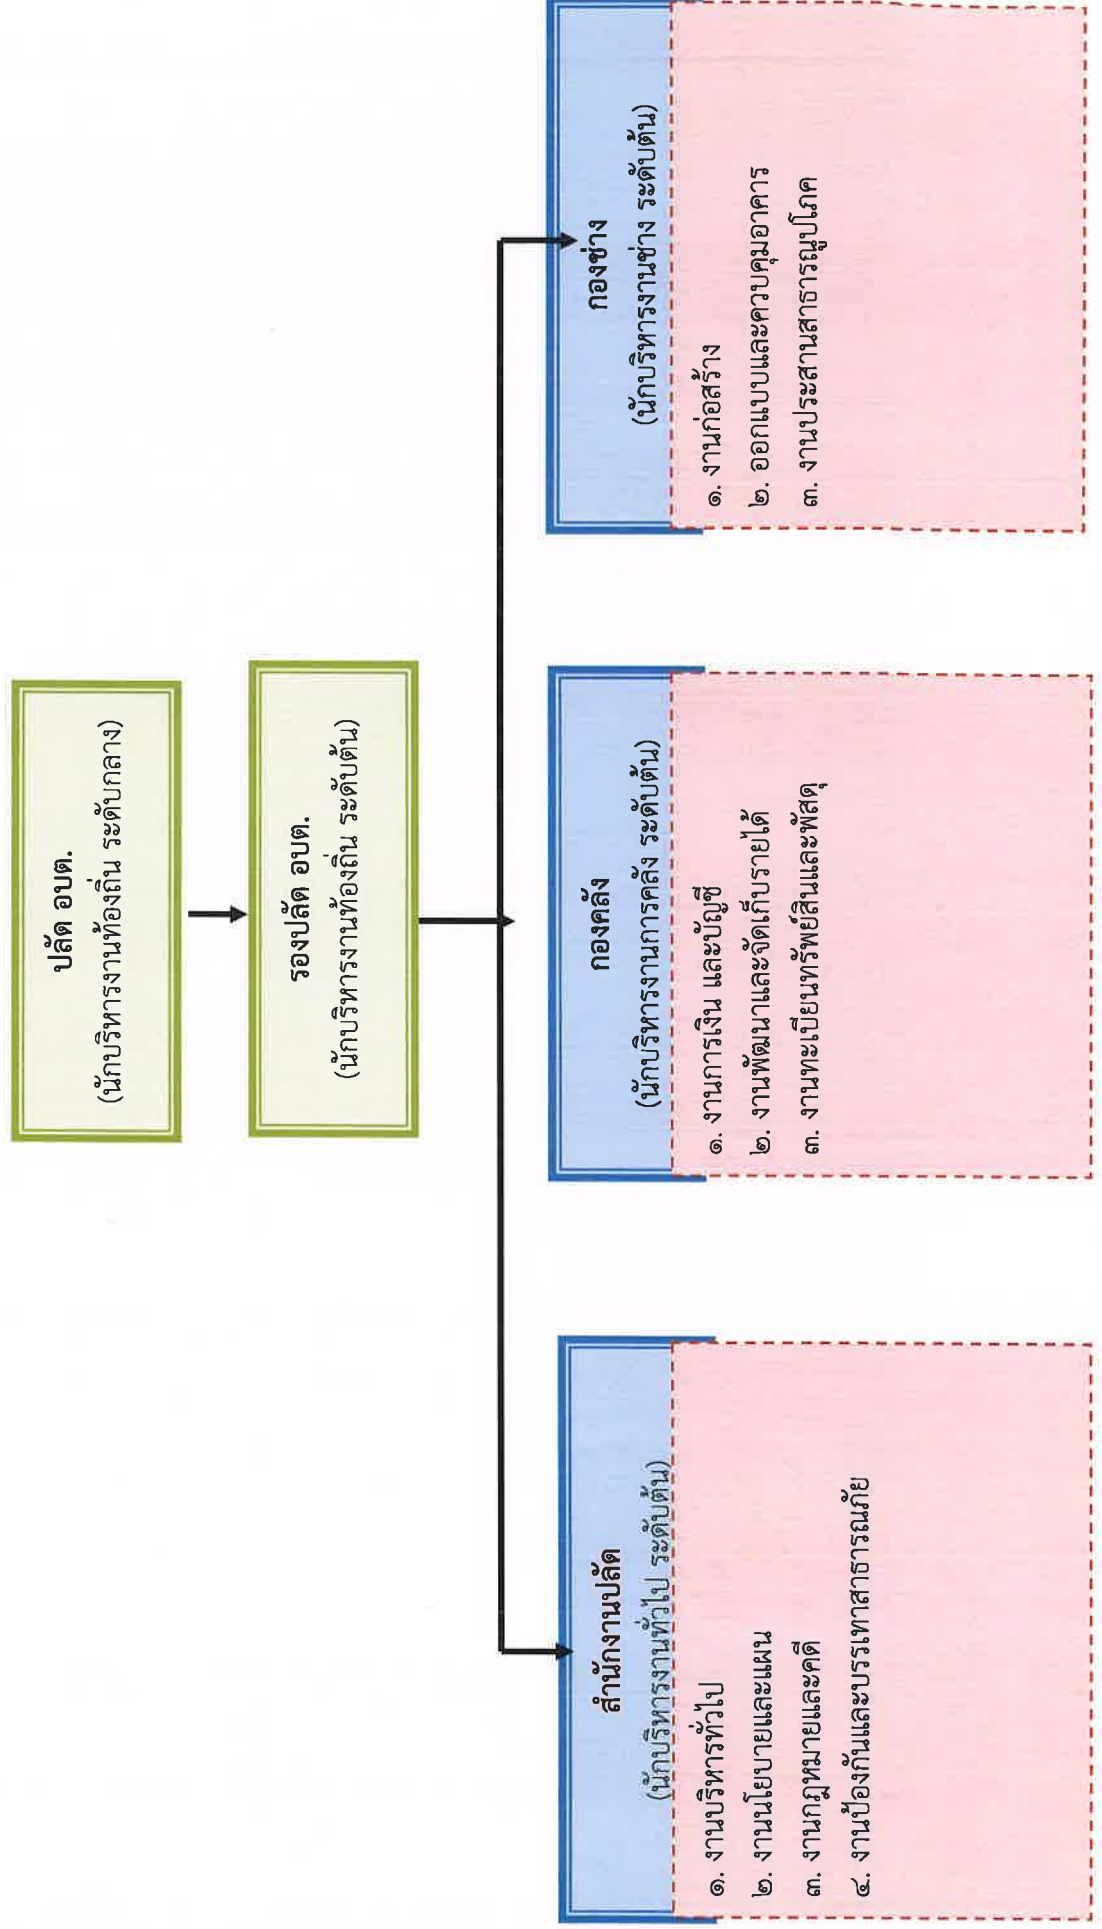 ปลัด อบต.
(นักบริหารงานท้องถิ่น ระดับกลาง)
รองปลัด อบต.
(นักบริหารงานท้องถิ่น ระดับต้น)
สำนักงานปลัด
(นักบริหารงานทั่วไป ระดับต้น)
๑. งานบริหารทั่วไป
๒. งานนโยบายและแผน
๓. งานกฎหมายและคดี
๔. งานป้องกันและบรรเทาสาธารณภัย
กองคลัง
(นักบริหารงานการคลัง ระดับต้น)
๑. งานการเงิน และบัญชี
๒. งานพัฒนาและจัดเก็บรายได้
๓. งานทะเบียนทรัพย์สินและพัสดุ
กองช่าง
(นักบริหารงานช่าง ระดับต้น)
๑. งานก่อสร้าง
๒. ออกแบบและควบคุมอาคาร
๓. งานประสานสาธารณูปโภค